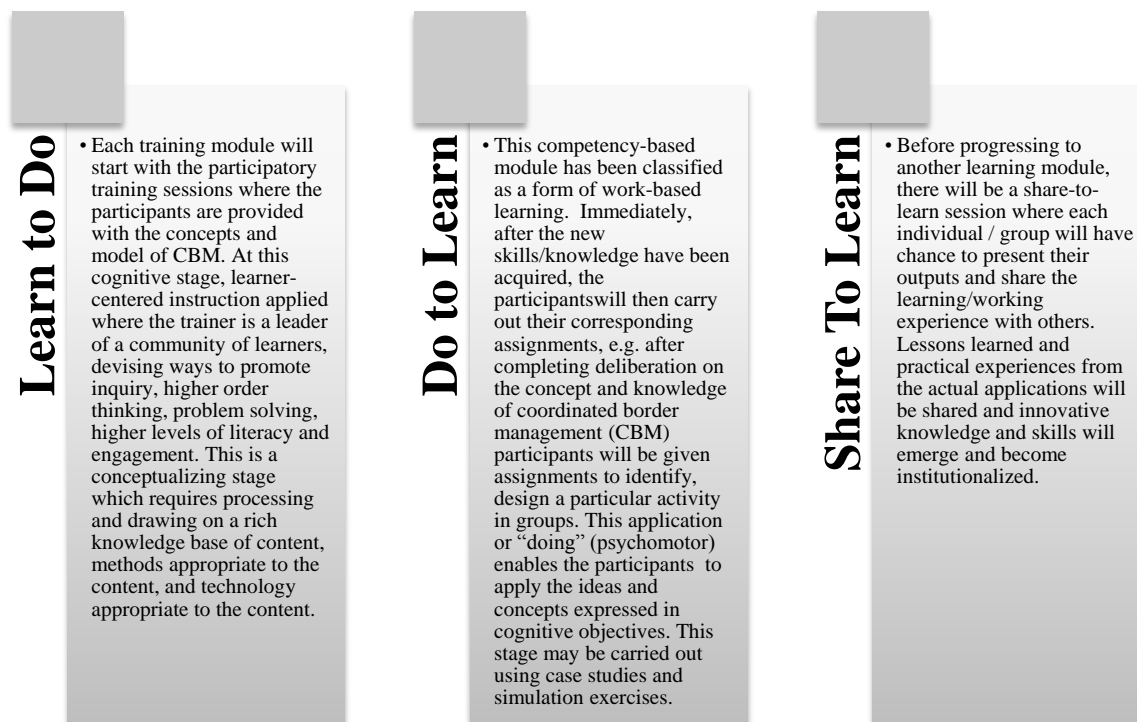 Learn to Do
• Each training module will
start with the participatory
training sessions where the
participants are provided
with the concepts and
model of CBM. At this
cognitive stage, learner-
centered instruction applied
where the trainer is a leader
of a community of learners,
devising ways to promote
inquiry, higher order
thinking, problem solving,
higher levels of literacy and
engagement. This is a
conceptualizing stage
which requires processing
and drawing on a rich
knowledge base of content,
methods appropriate to the
content, and technology
appropriate to the content.
Do to Learn
• This competency-based
module has been classified
as a form of work-based
learning.  Immediately,
after the new
skills/knowledge have been
acquired, the
participantswill then carry
out their corresponding
assignments, e.g. after
completing deliberation on
the concept and knowledge
of coordinated border
management (CBM)
participants will be given
assignments to identify,
design a particular activity
in groups. This application
or “doing” (psychomotor)
enables the participants  to
apply the ideas and
concepts expressed in
cognitive objectives. This
stage may be carried out
using case studies and
simulation exercises.
Share To Learn
• Before progressing to
another learning module,
there will be a share-to-
learn session where each
individual / group will have
chance to present their
outputs and share the
learning/working
experience with others.
Lessons learned and
practical experiences from
the actual applications will
be shared and innovative
knowledge and skills will
emerge and become
institutionalized.